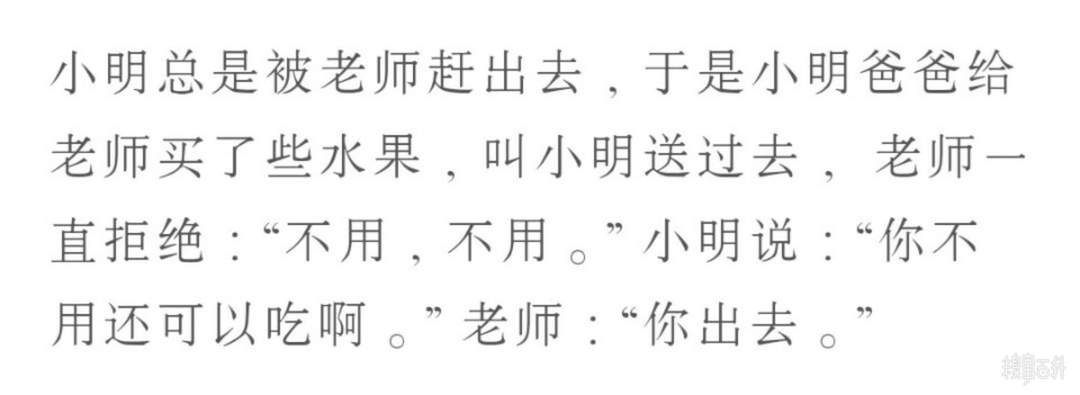 小明总是被老师赶出去，于是小明爸爸给
老师买了些水果，叫小明送过去， 老师一
直拒绝：“不用，不用。”小明说：“你不
用还可以吃啊。”老师：“你出去。”